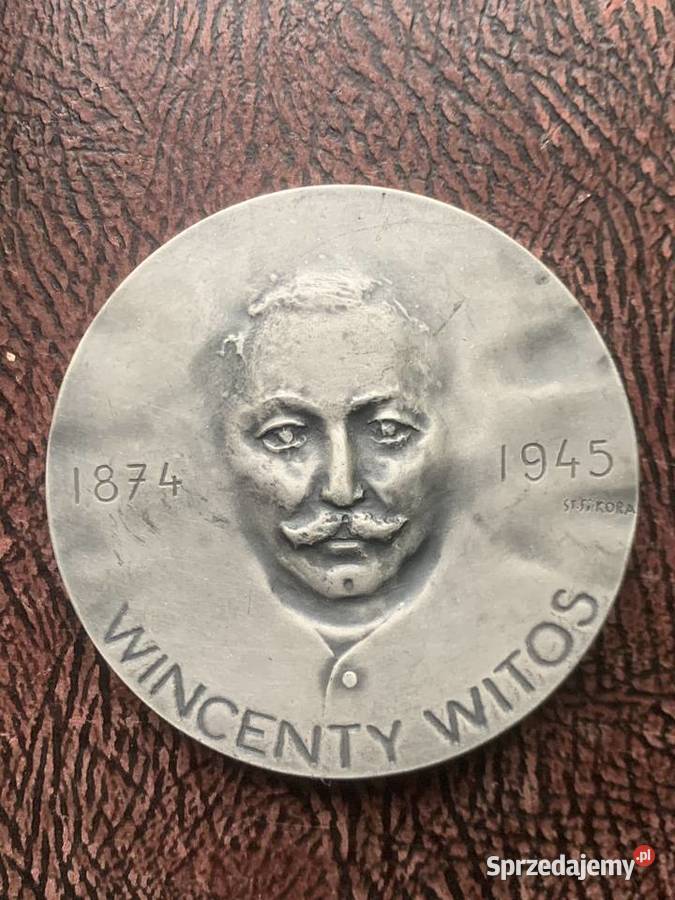 1874
1945
ST. SIKORA
WINCENTY WITOS
Sprzedajemy.pl